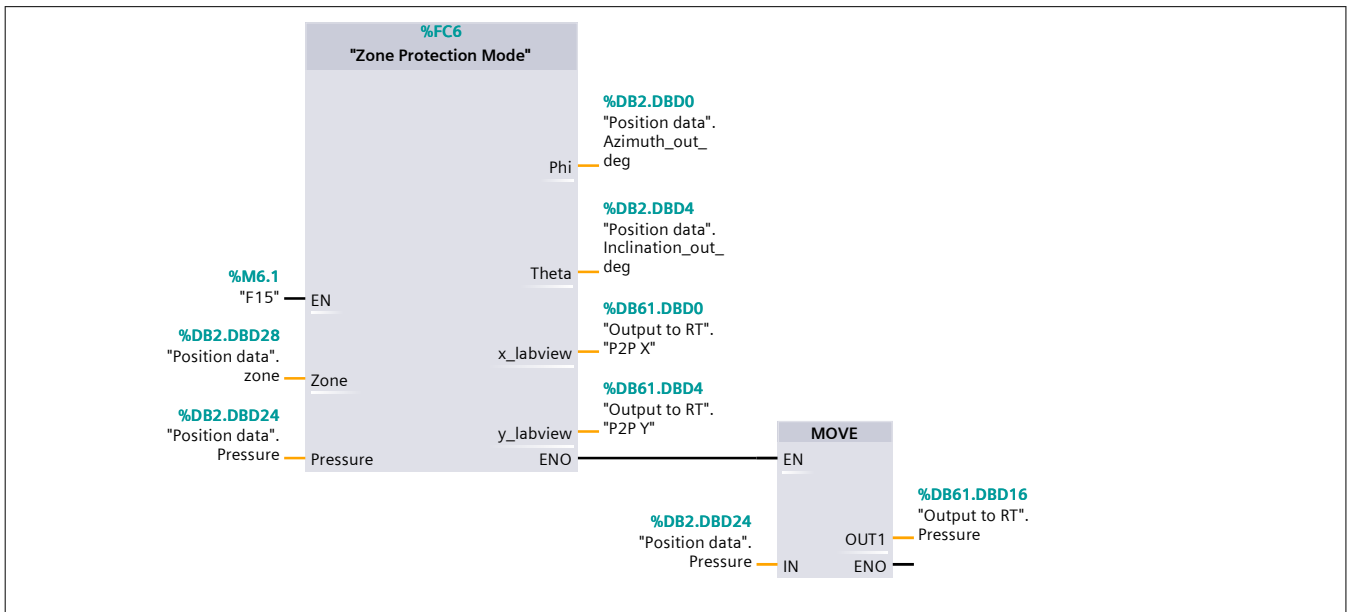 %FC6
"Zone Protection Mode"
%DB2.DBD0
"Position data".
Azimuth_out_
deg
Phi
%DB2.DBD4
"Position data".
Inclination_out_
deg
Theta
%M6.1
"F15"
EN
%DB61.DBD0
"Output to RT".
"P2P X"
x_labview
%DB2.DBD28
"Position data".
zone
Zone
%DB61.DBD4
"Output to RT".
"P2P Y"
y_labview
%DB2.DBD24
"Position data".
Pressure
Pressure
ENO
MOVE
EN
%DB2.DBD24
"Position data".
Pressure
IN
%DB61.DBD16
"Output to RT".
Pressure
OUT1
ENO